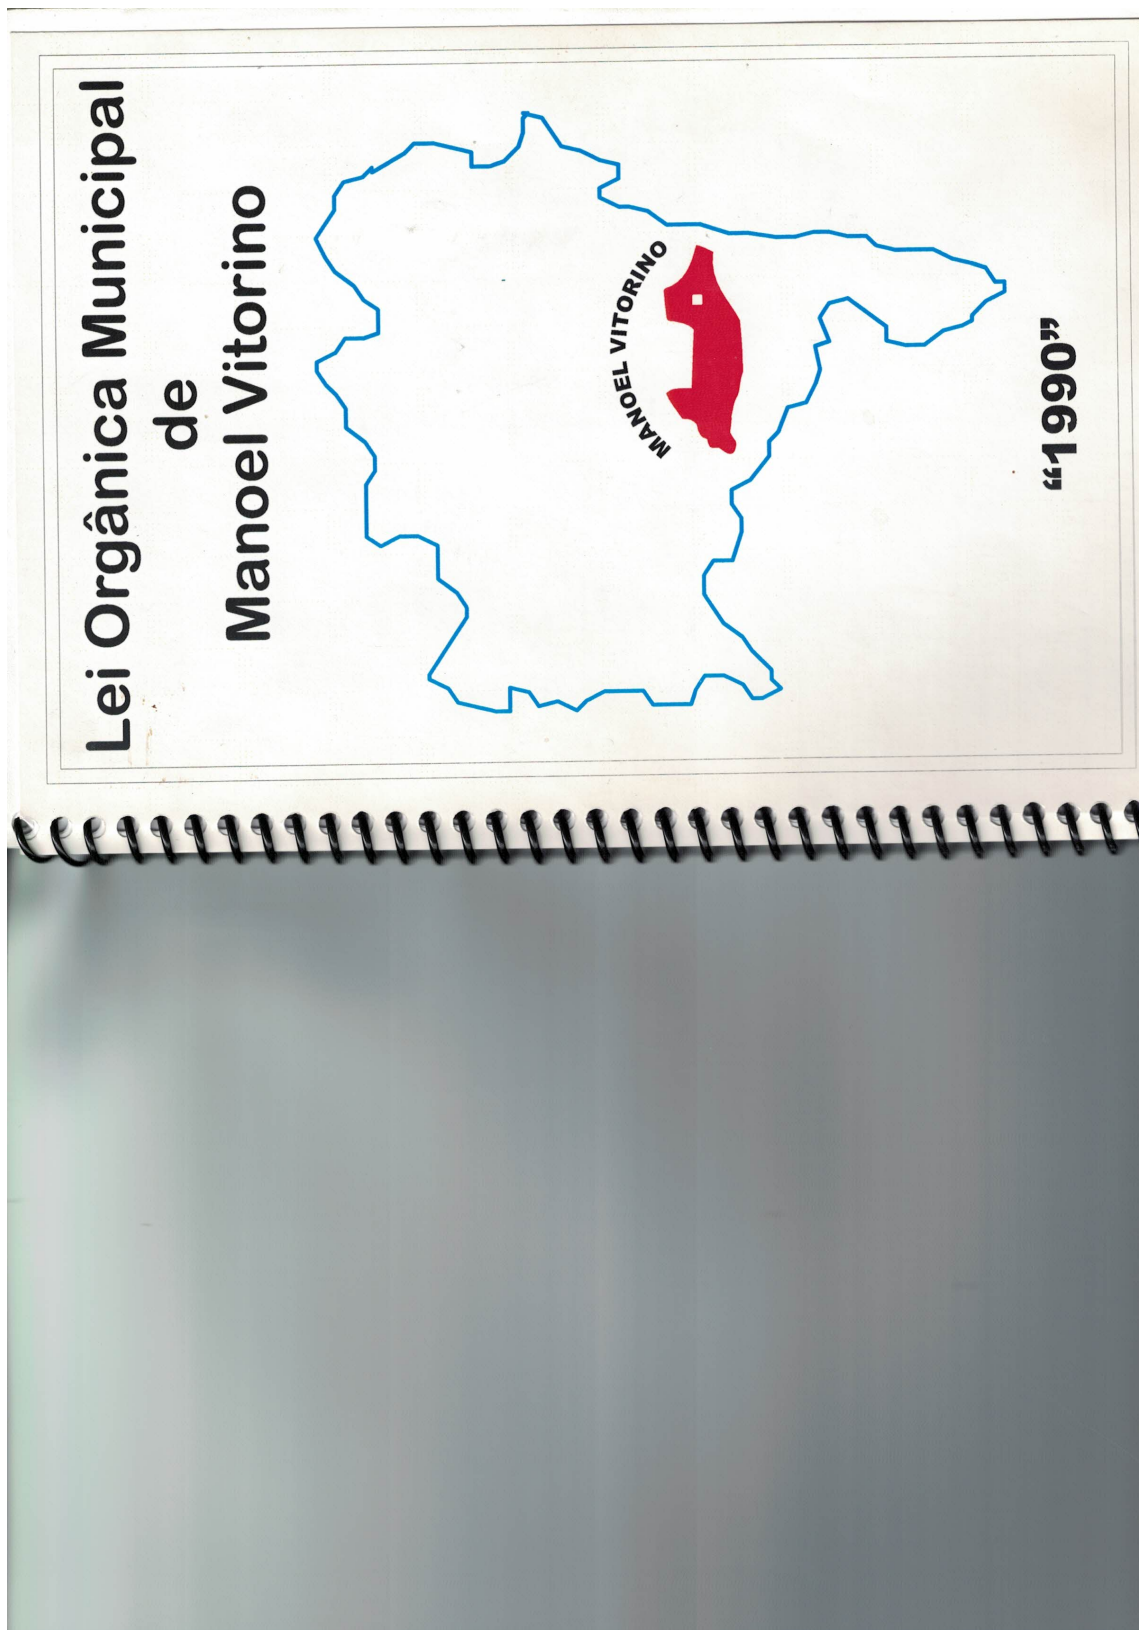 Lei Orgânica Municipal
de
Manoel Vitorino
MANOEL VITORINO
“1990”